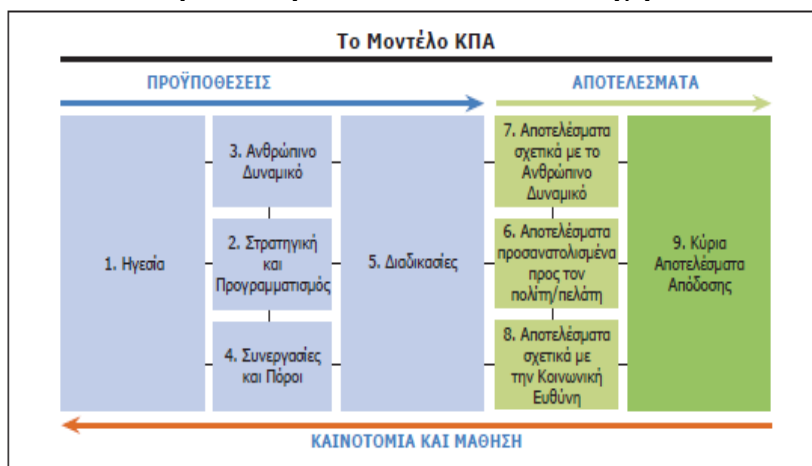 Το Μοντέλο ΚΠΑ
ΠΡΟΫΠΟΘΕΣΕΙΣ
ΑΠΟΤΕΛΕΣΜΑΤΑ
1. Ηγεσία
3. Ανθρώπινο
Δυναμικό
2. Στρατηγική
και
Προγραμματισμός
4. Συνεργασίες
και Πόροι
5. Διαδικασίες
7. Αποτελέσματα
σχετικά με το
Ανθρώπινο
Δυναμικό
6. Αποτελέσματα
προσανατολισμένα
προς τον
πολίτη/πελάτη
8. Αποτελέσματα
σχετικά με
την Κοινωνική
Ευθύνη
9. Κύρια
Αποτελέσματα
Απόδοσης
ΚΑΙΝΟΤΟΜΙΑ ΚΑΙ ΜΑΘΗΣΗ